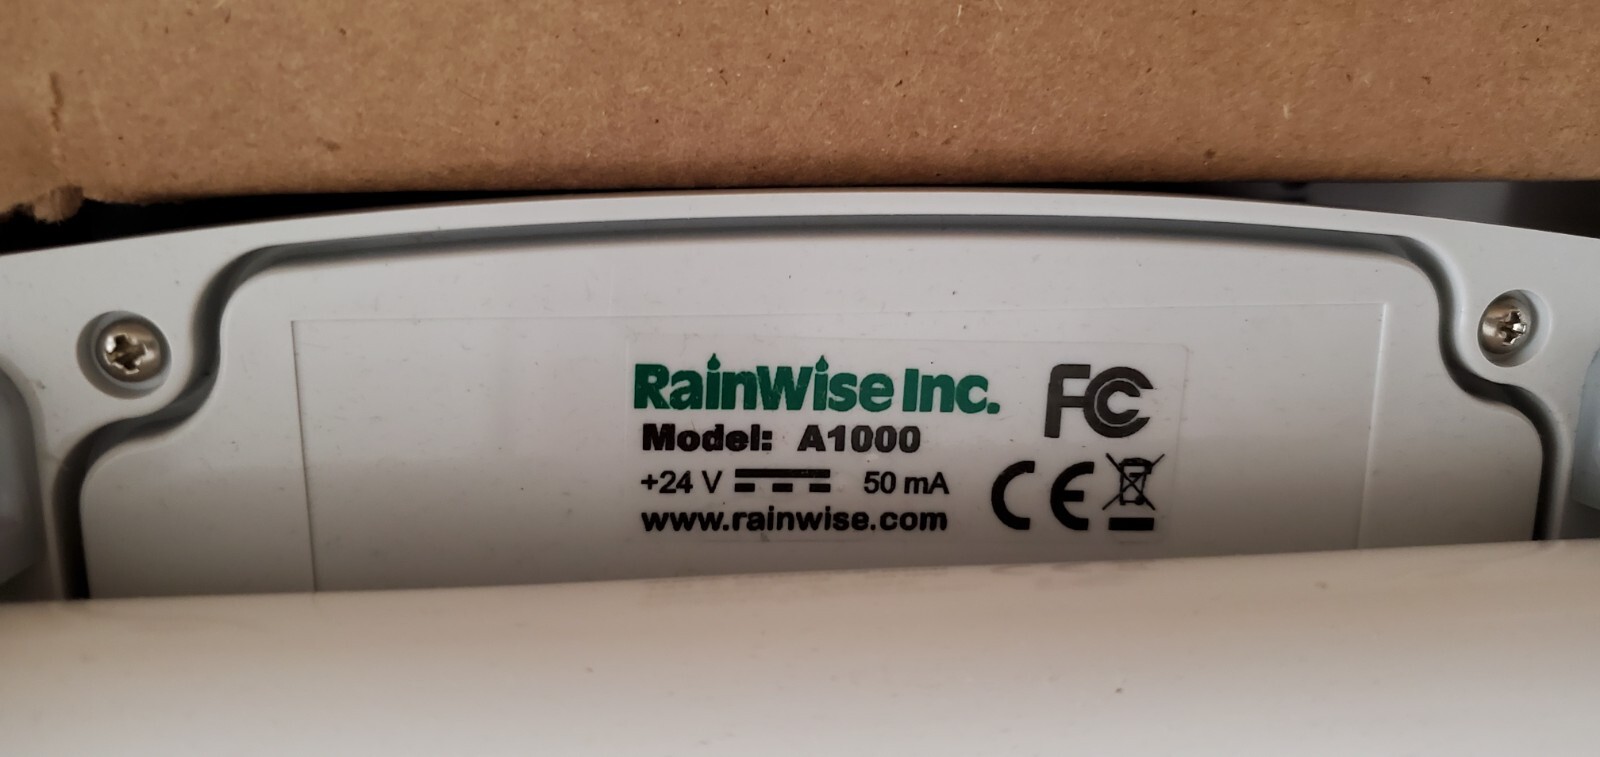 RainWise Inc.
FC
Model: A1000
+24 V 50 mA
CE
www.rainwise.com